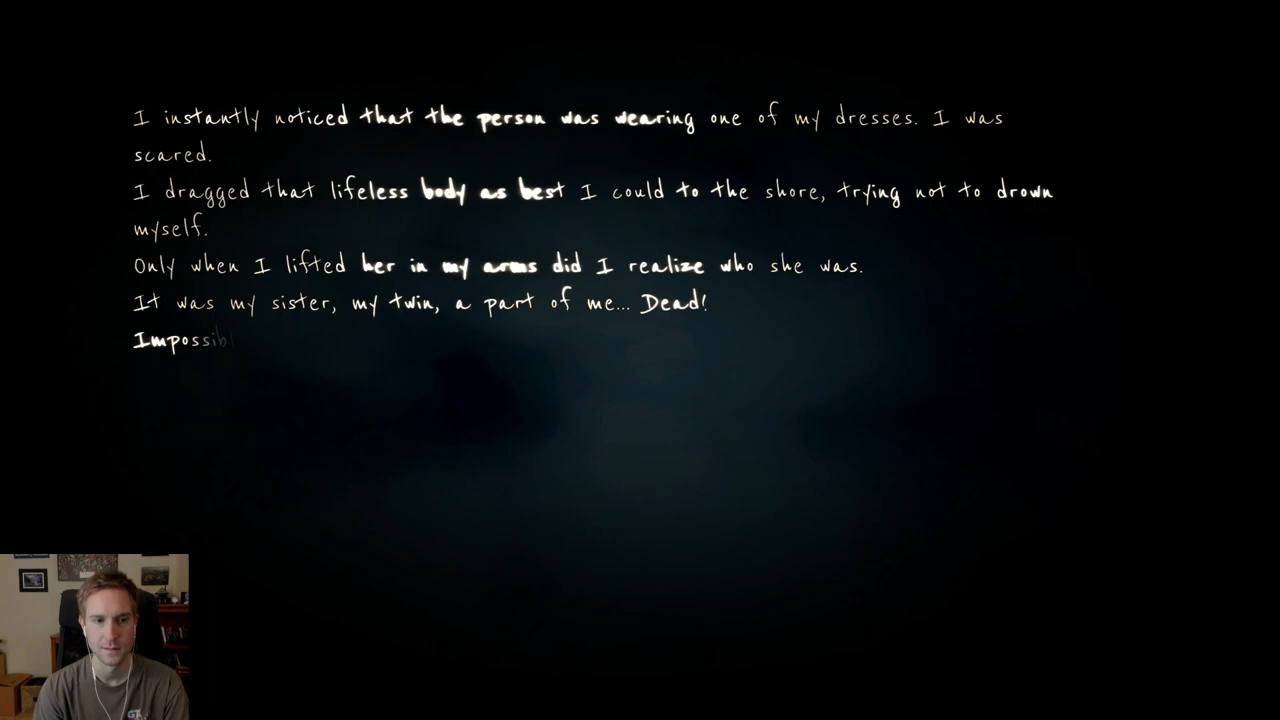 I instantly noticed that the person was wearing one of my dresses. I was
scared.
I dragged that lifeless body as best I could to the shore, trying not to drown
myself.
Only when I lifted her in my arms did I realize who she was.
It was my sister, my twin, a part of me... Dead!
Impossib